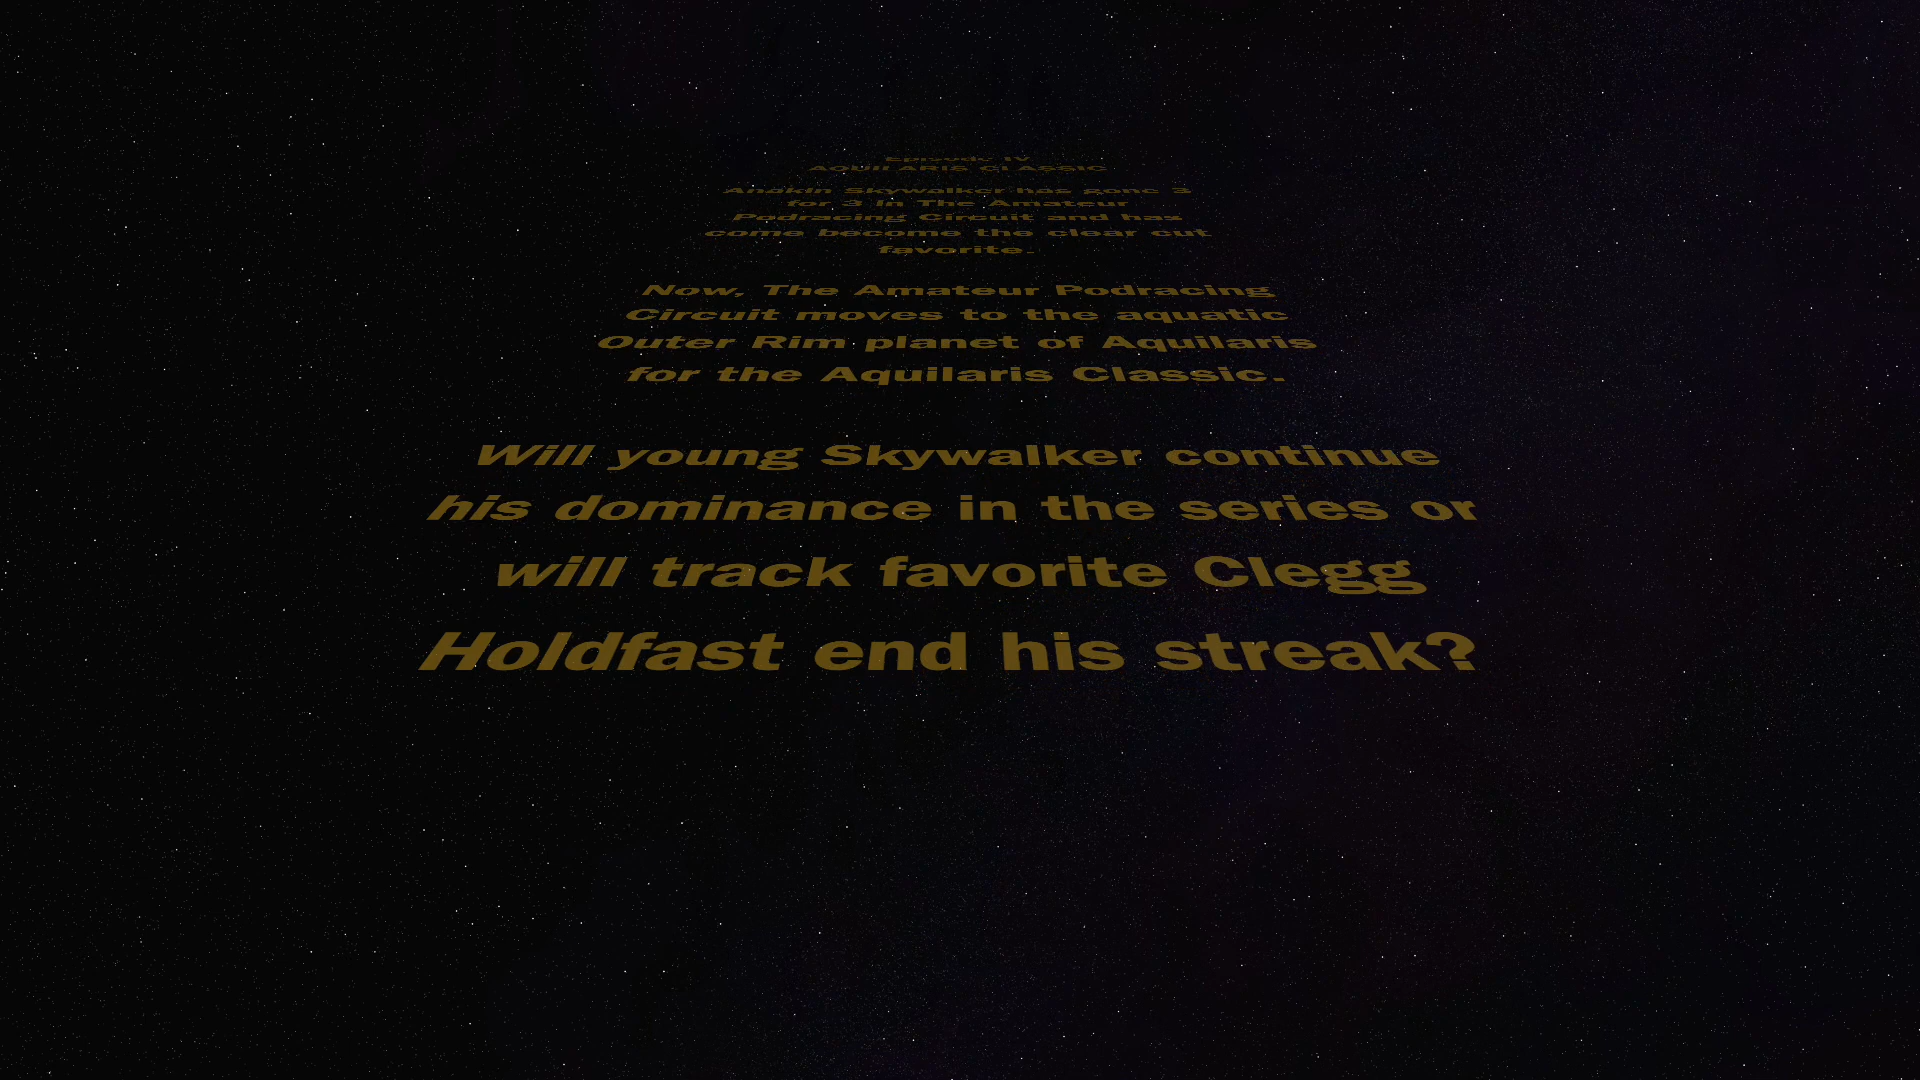 Episode IV
AQUILARIS CLASSIC
Anakin Skywalker has gone 3
for 3 In The Amateur
Podracing Circuit and has
come become the clear cut
favorite.
Now, The Amateur Podracing
Circuit moves to the aquatic
Outer Rim planet of Aquilaris
for the Aquilaris Classic.
Will young Skywalker continue
his dominance in the series or
will track favorite Clegg
Holdfast end his streak?